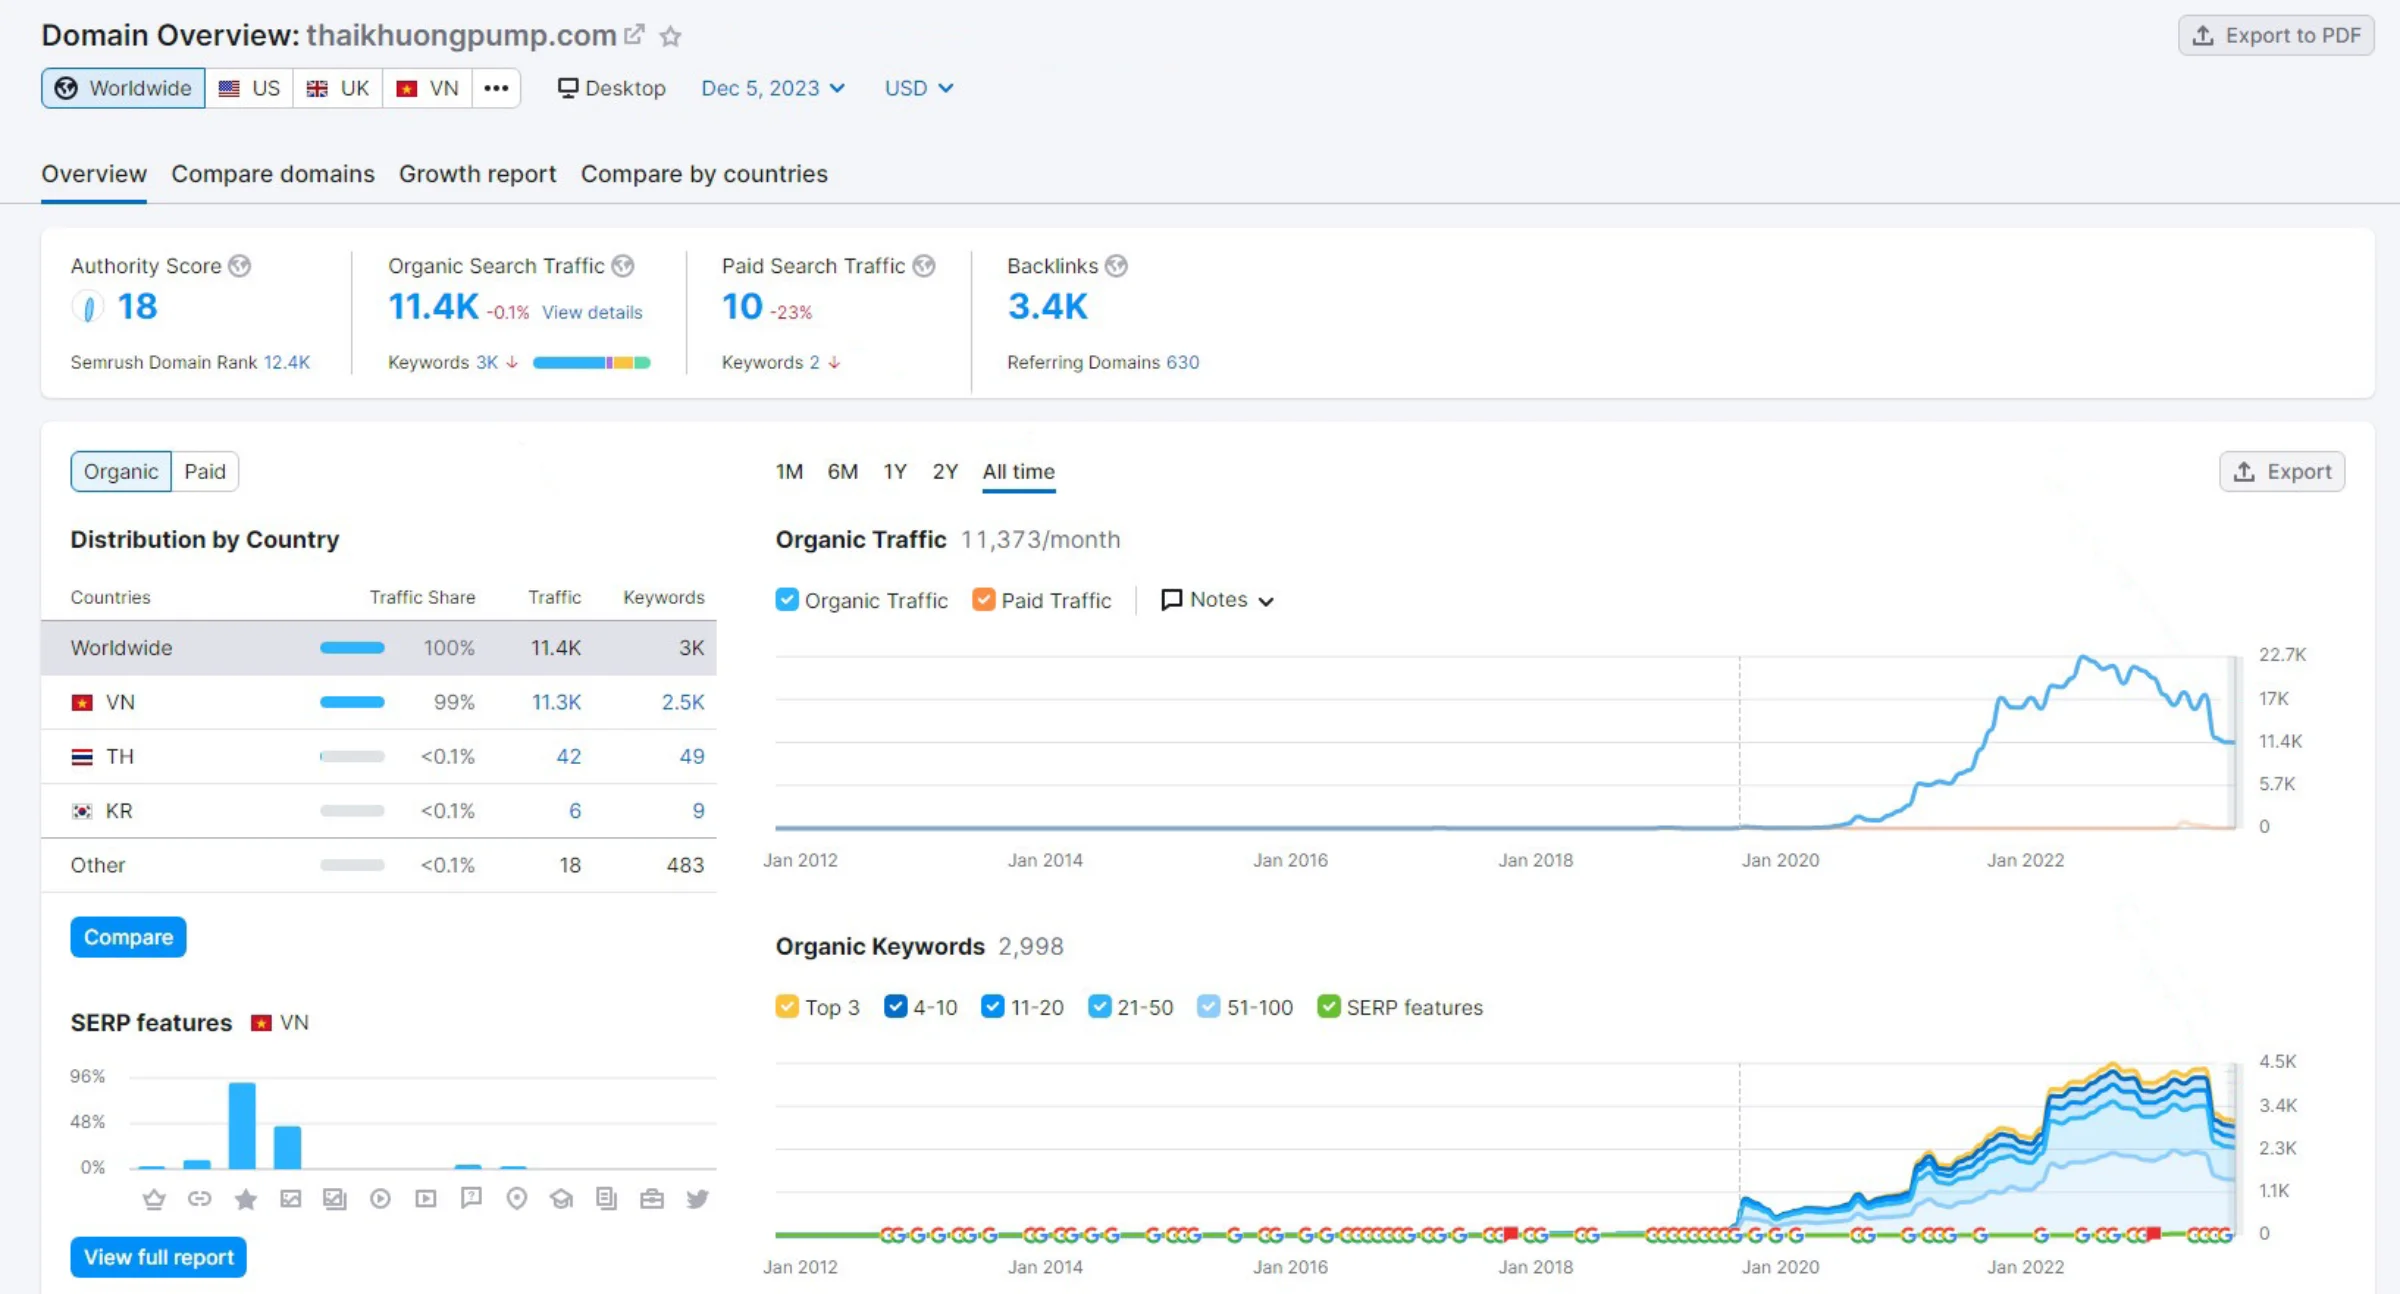 Domain Overview: thaikhuongpump.com
Export to PDF
Worldwide US UK VN ••• Desktop Dec 5, 2023 USD
Overview Compare domains Growth report Compare by countries
Authority Score
18
Semrush Domain Rank 12.4K
Organic Search Traffic
11.4K -0.1% View details
Keywords 3K ↓
Paid Search Traffic
10 -23%
Keywords 2 ↓
Backlinks
3.4K
Referring Domains 630
Organic Paid
Distribution by Country
Countries Traffic Share Traffic Keywords
Worldwide 100% 11.4K 3K
VN 99% 11.3K 2.5K
TH <0.1% 42 49
KR <0.1% 6 9
Other <0.1% 18 483
Compare
SERP features VN
96%
48%
0%
View full report
1M 6M 1Y 2Y All time
Export
Organic Traffic 11,373/month
Organic Traffic Paid Traffic Notes
22.7K
17K
11.4K
5.7K
0
Jan 2012 Jan 2014 Jan 2016 Jan 2018 Jan 2020 Jan 2022
Organic Keywords 2,998
Top 3 4-10 11-20 21-50 51-100 SERP features
4.5K
3.4K
2.3K
1.1K
0
Jan 2012 Jan 2014 Jan 2016 Jan 2018 Jan 2020 Jan 2022